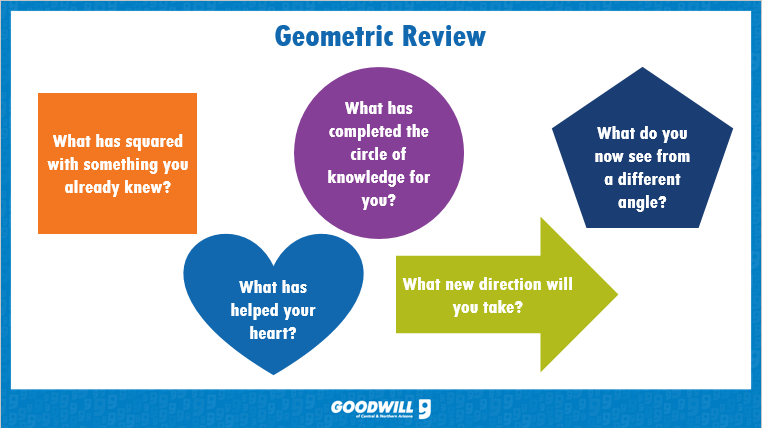 Geometric Review
What has squared
with something you
already knew?
What has
completed the
circle of
knowledge for
you?
What do you
now see from
a different
angle?
What has
helped your
heart?
What new direction will
you take?
GOODWILL
of Central & Northern Arizona